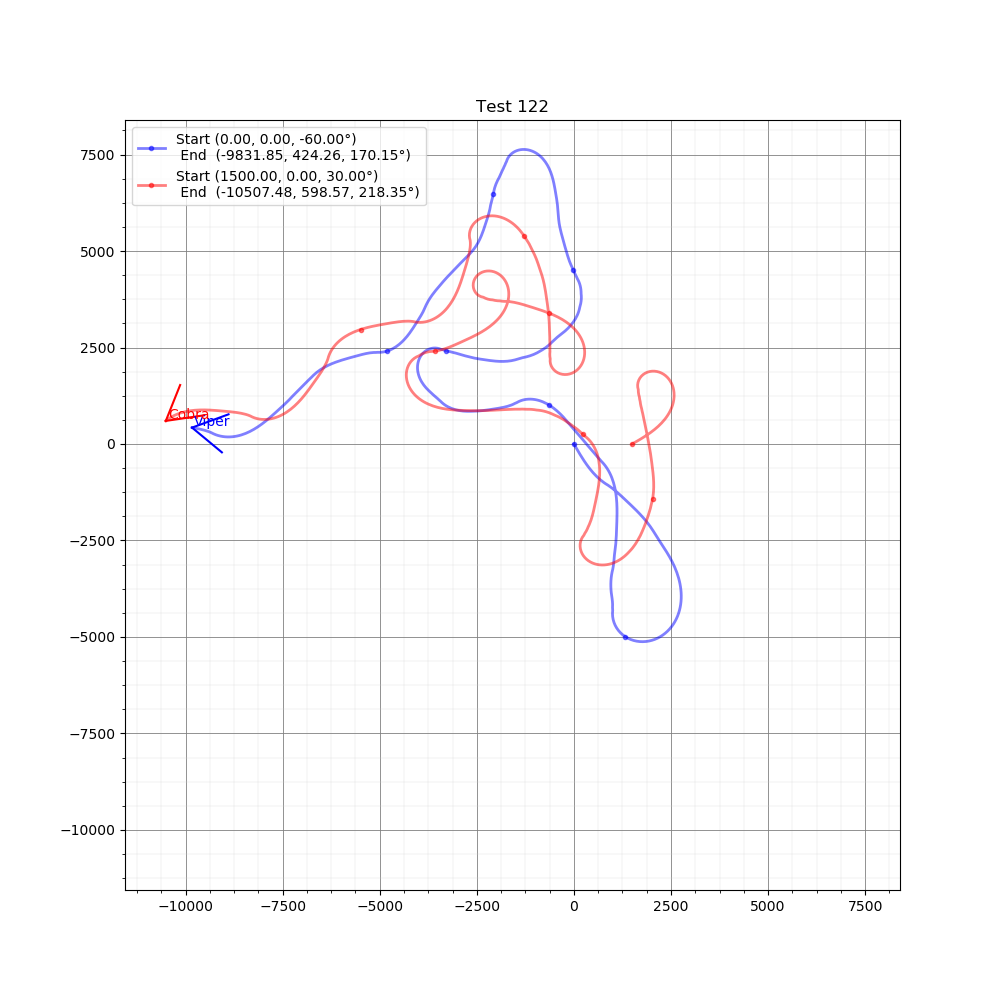 Test 122
Start (0.00, 0.00, -60.00°)
End  (-9831.85, 424.26, 170.15°)
Start (1500.00, 0.00, 30.00°)
End  (-10507.48, 598.57, 218.35°)
7500
5000
2500
0
−2500
−5000
−7500
−10000
Cobra
Viper
−10000 −7500 −5000 −2500 0 2500 5000 7500